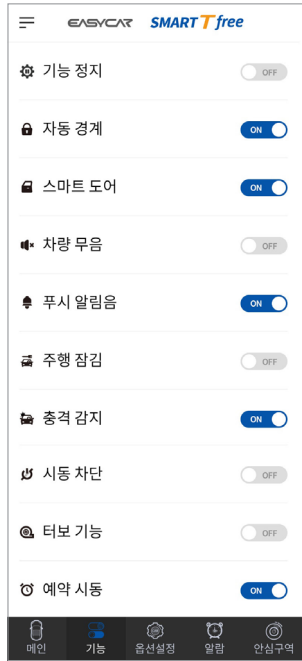 EASYCAR SMART T free
기능 정지 OFF
자동 경계 ON
스마트 도어 ON
차량 무음 OFF
푸시 알림음 ON
주행 잠김 OFF
충격 감지 ON
시동 차단 OFF
터보 기능 OFF
예약 시동 ON
메인 기능 옵션설정 알람 안심구역